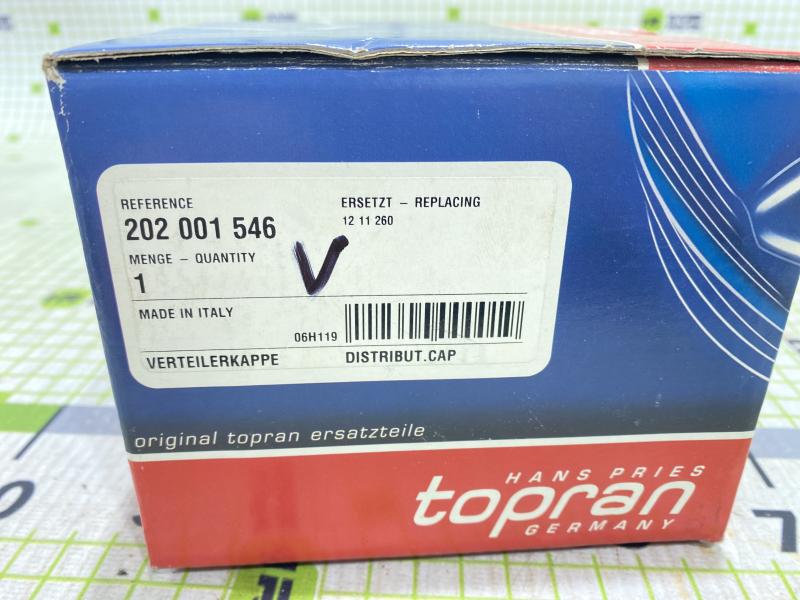 REFERENCE
202 001 546
ERSETZT – REPLACING
12 11 260
MENGE – QUANTITY
1
V
MADE IN ITALY
06H119
VERTEILERKAPPE
DISTRIBUT.CAP
original topran ersatzteile
HANS PRIES
topran
GERMANY